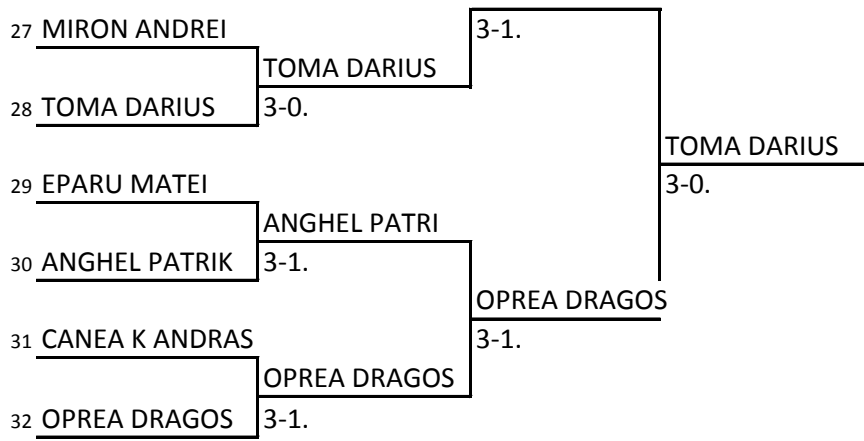 27 MIRON ANDREI
3-1.
TOMA DARIUS
28 TOMA DARIUS
3-0.
TOMA DARIUS
29 EPARU MATEI
3-0.
ANGHEL PATRI
30 ANGHEL PATRIK
3-1.
OPREA DRAGOS
31 CANEA K ANDRAS
3-1.
OPREA DRAGOS
32 OPREA DRAGOS
3-1.